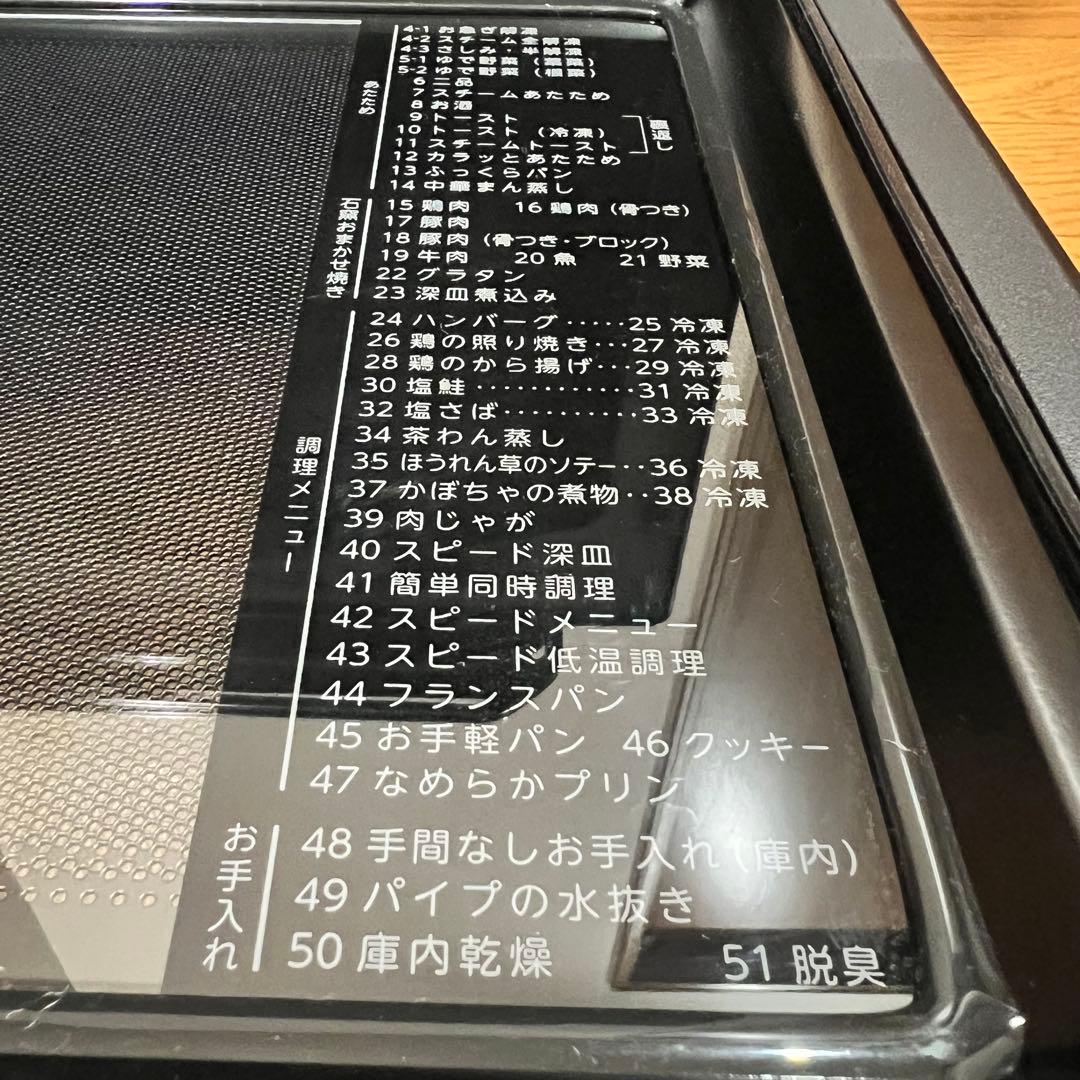 あたため
4-1 お急ぎ解凍
4-2 スチーム全解凍
4-3 さしみ・半解凍
5-1 ゆで野菜（葉菜）
5-2 ゆで野菜（根菜）
6 二品
7 スチームあたため
8 お酒
9 トースト
10 トースト（冷凍）
11 スチームトースト
裏返し
12 カラッとあたため
13 ふっくらパン
14 中華まん蒸し
石窯おまかせ焼き
15 鶏肉 16 鶏肉（骨つき）
17 豚肉
18 豚肉（骨つき・ブロック）
19 牛肉 20 魚 21 野菜
22 グラタン
23 深皿煮込み
調理メニュー
24 ハンバーグ・・・・・25 冷凍
26 鶏の照り焼き・・・27 冷凍
28 鶏のから揚げ・・・29 冷凍
30 塩鮭・・・・・・・・・・・・31 冷凍
32 塩さば・・・・・・・・・・33 冷凍
34 茶わん蒸し
35 ほうれん草のソテー・・36 冷凍
37 かぼちゃの煮物・・38 冷凍
39 肉じゃが
40 スピード深皿
41 簡単同時調理
42 スピードメニュー
43 スピード低温調理
44 フランスパン
45 お手軽パン 46 クッキー
47 なめらかプリン
お手入れ
48 手間なしお手入れ（庫内）
49 パイプの水抜き
50 庫内乾燥 51 脱臭